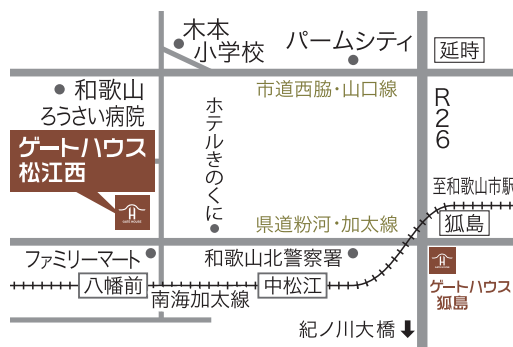 木本
小学校
パームシティ
延時
和歌山
ろうさい病院
市道西脇・山口線
R26
ホテルきのくに
ゲートハウス
松江西
至和歌山市駅
狐島
県道粉河・加太線
ファミリーマート
和歌山北警察署
八幡前
中松江
南海加太線
ゲートハウス
狐島
紀ノ川大橋